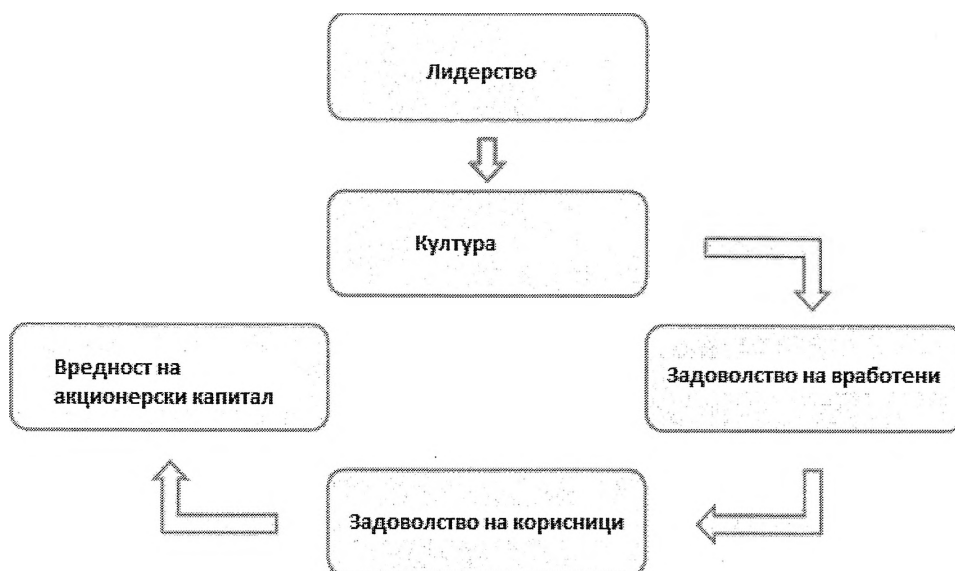 Лидерство
Култура
Задоволство на вработени
Задоволство на корисници
Вредност на
акционерски капитал